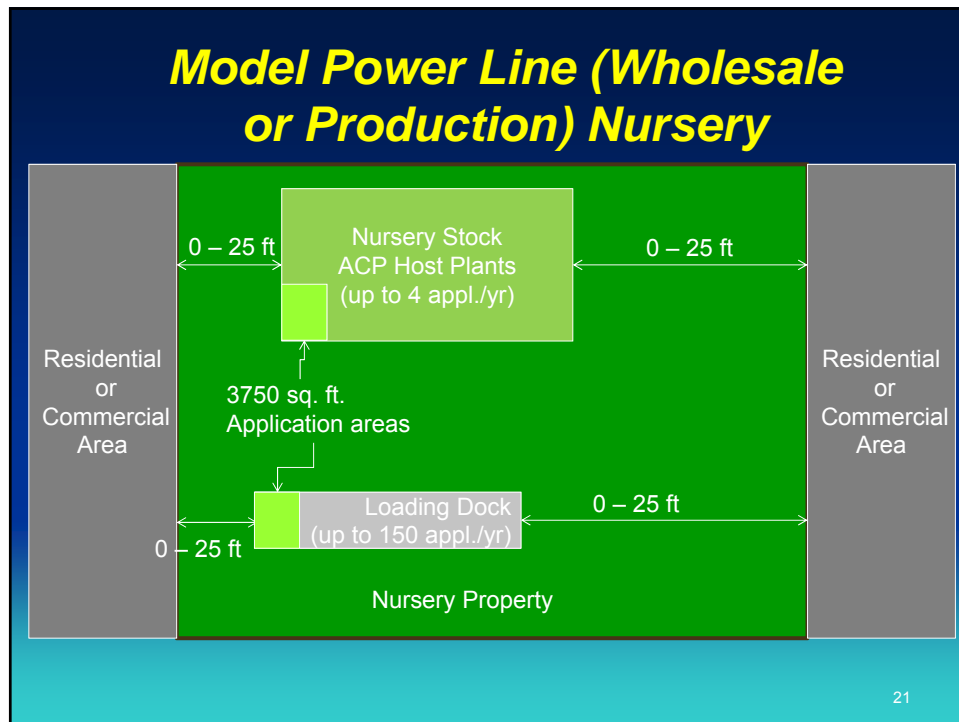 Model Power Line (Wholesale
or Production) Nursery
0 – 25 ft
Nursery Stock
ACP Host Plants
(up to 4 appl./yr)
0 – 25 ft
Residential
or
Commercial
Area
3750 sq. ft.
Application areas
Residential
or
Commercial
Area
0 – 25 ft
Loading Dock
(up to 150 appl./yr)
0 – 25 ft
Nursery Property
21